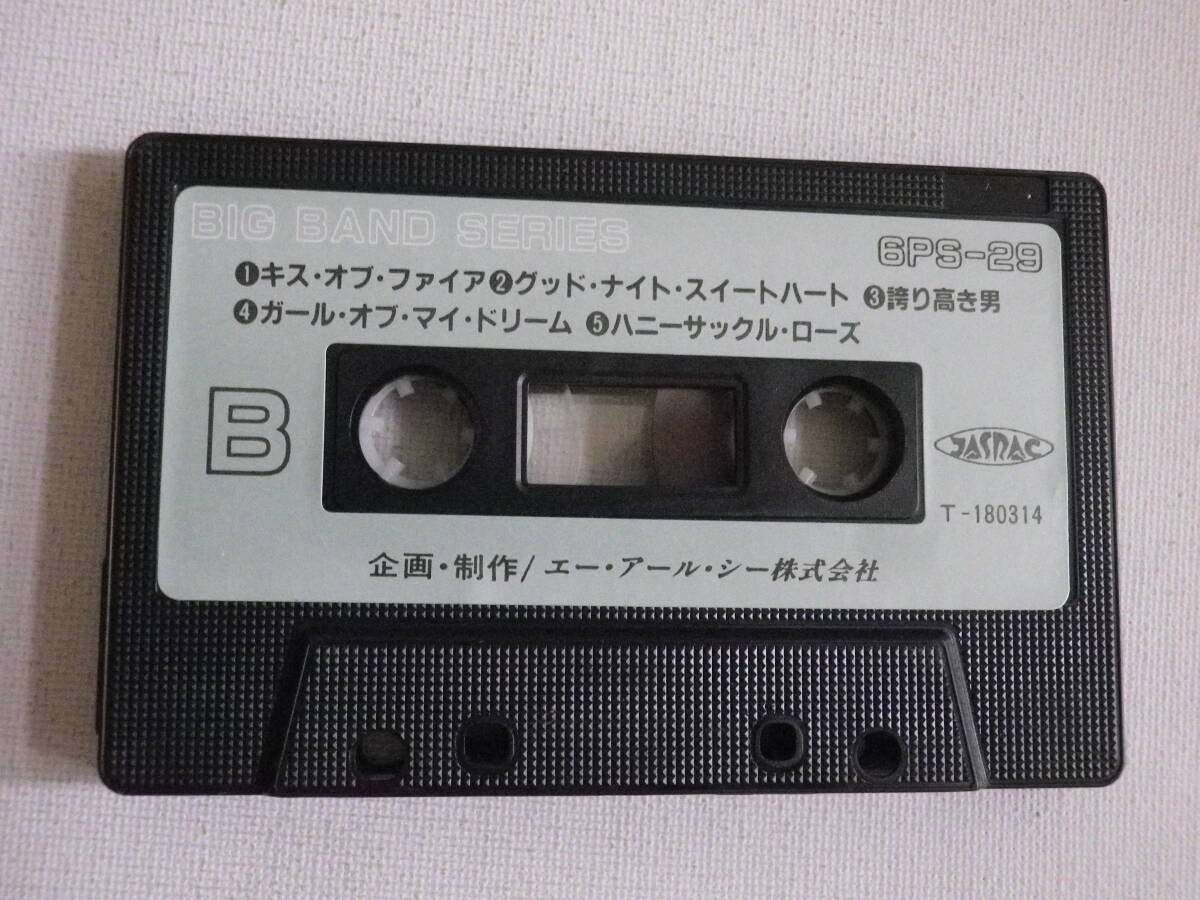 BIG BAND SERIES
6PS-29
❶キス・オブ・ファイア❷グッド・ナイト・スイートハート ❸誇り高き男
❹ガール・オブ・マイ・ドリーム ❺ハニーサックル・ローズ
B
JASRAC
T-180314
企画・制作/エー・アール・シー株式会社